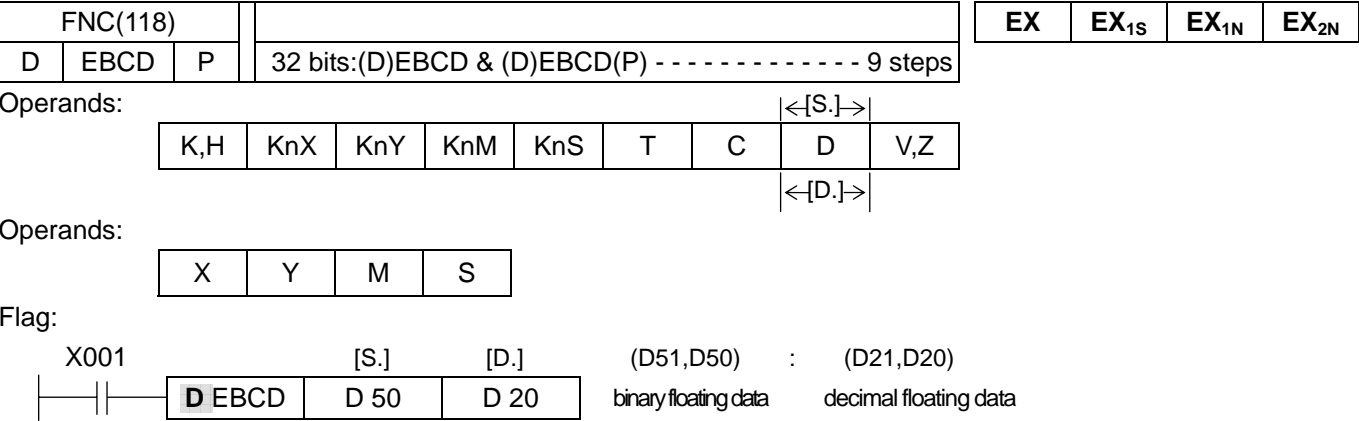 FNC(118) EX EX1S EX1N EX2N
D EBCD P 32 bits:(D)EBCD & (D)EBCD(P) - - - - - - - - - - - - - 9 steps
Operands: [S.]
K,H KnX KnY KnM KnS T C D V,Z
[D.]
Operands:
X Y M S
Flag:
X001 [S.] [D.] (D51,D50) : (D21,D20)
D EBCD D 50 D 20 binary floating data decimal floating data